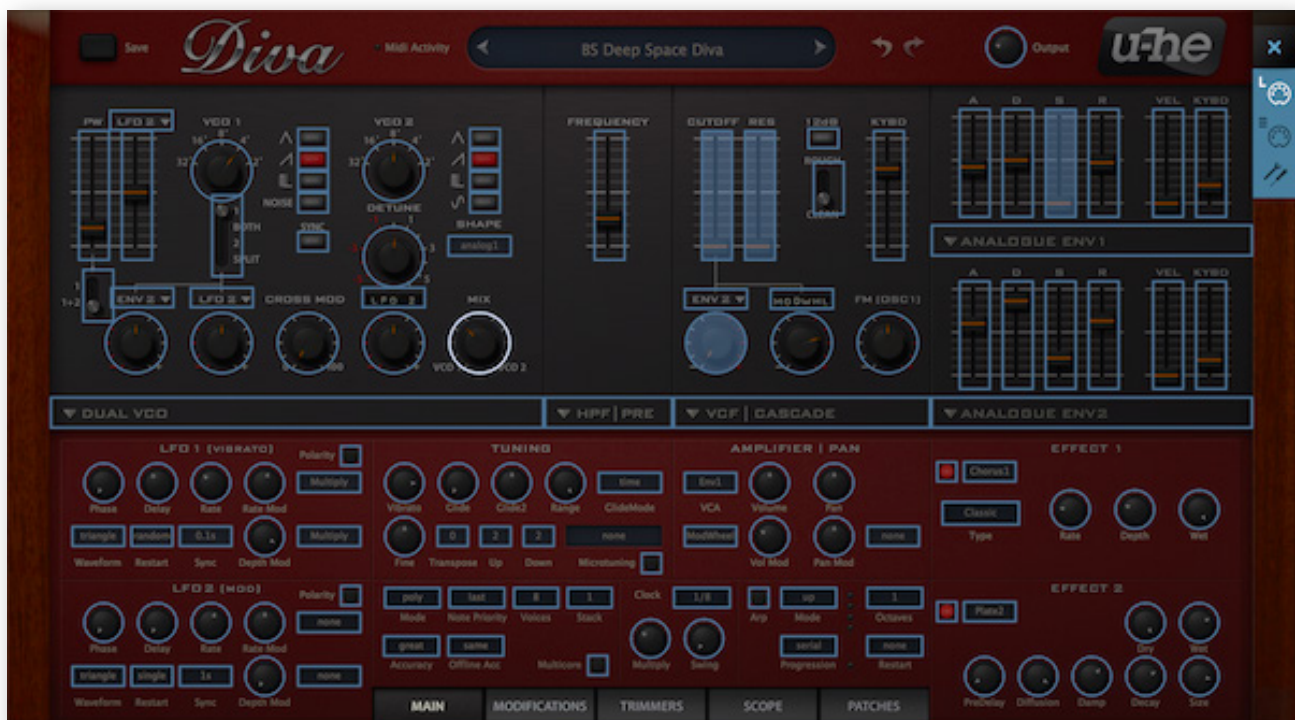 Save Diva Midi Activity BS Deep Space Diva Output u-he
PW LFO 2 VCO 1 VCO 2 FREQUENCY CUTOFF RES 12dB KYBD A D S R VEL KYBD
16' 8' 4'
32' 2' 32' 2'
ROUGH
NOISE DETUNE CLEAN
1
BOTH SYNC SHAPE
2 analog1 ANALOGUE ENV1
SPLIT
A D S R VEL KYBD
1
1+2 ENV 2 LFO 2 CROSS MOD LFO 2 MIX ENV 2 MODWHL FM (OSC1)
0 400 VCO VCO 2
DUAL VCO HPF | PRE VCF | CASCADE ANALOGUE ENV2
LFO 1 (VIBRATO) Polarity TUNING AMPLIFIER | PAN EFFECT 1
Multiply time Env1 Chorus1
Phase Delay Rate Rate Mod Vibrato Glide Glide2 Range GlideMode VCA Volume Pan
Classic
triangle random 0.1s Multiply 0 2 2 none ModWheel none Type Rate Depth Wet
Waveform Restart Sync Depth Mod Fine Transpose Up Down Microtuning Vol Mod Pan Mod
LFO 2 (MOD) Polarity EFFECT 2
none poly last 8 1 Clock 1/8 up 1 Plate2
Phase Delay Rate Rate Mod Mode Note Priority Voices Stack Arp Mode Octaves
great same serial none Dry Wet
Accuracy Offline Acc Multicore Multiply Swing Progression Restart
triangle single 1s none
Waveform Restart Sync Depth Mod PreDelay Diffusion Damp Decay Size
MAIN MODIFICATIONS TRIMMERS SCOPE PATCHES